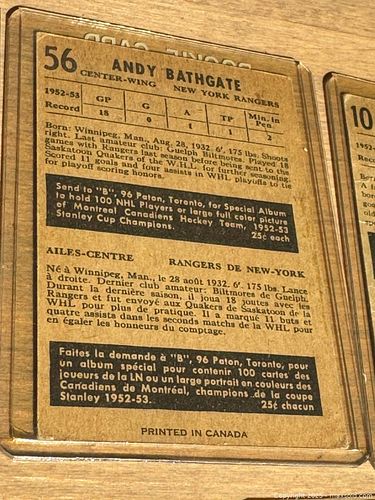 ROOKIE CARD
56 ANDY BATHGATE
CENTER-WING NEW YORK RANGERS
1952-53 GP G A TP Min. in
Record 18 0 1 1 Pen
2
Born: Winnipeg, Man., Aug. 28, 1932. 6'. 175 lbs. Shoots
right. Last amateur club: Guelph Biltmores. Played 18
games with Rangers last season before being sent to the
Saskatoon Quakers of the W.H.L. for further seasoning.
Scored 11 goals and four assists in WHL playoffs to tie
for playoff scoring honors.
Send to "B", 96 Paton, Toronto, for Special Album
to hold 100 NHL Players or large full color picture
of Montreal Canadiens Hockey Team, 1952-53
Stanley Cup Champions. 25¢ each
AILES-CENTRE RANGERS DE NEW-YORK
Né à Winnipeg, Man., le 28 août 1932. 6'. 175 lbs. Lance
à droite. Dernier club amateur: Biltmores de Guelph.
Durant la dernière saison, il joua 18 joutes avec les
Rangers et fut envoyé aux Quakers de Saskatoon de la
WHL pour plus de pratique. Il a marqué 11 buts et
quatre assists dans les seconds matchs de la WHL pour
en égaler les honneurs du comptage.
Faites la demande à "B", 96 Paton, Toronto, pour
un album spécial pour contenir 100 cartes des
joueurs de la LN ou un large portrait en couleurs des
Canadiens de Montréal, champions de la coupe
Stanley 1952-53. 25¢ chacun
PRINTED IN CANADA
10
1952-